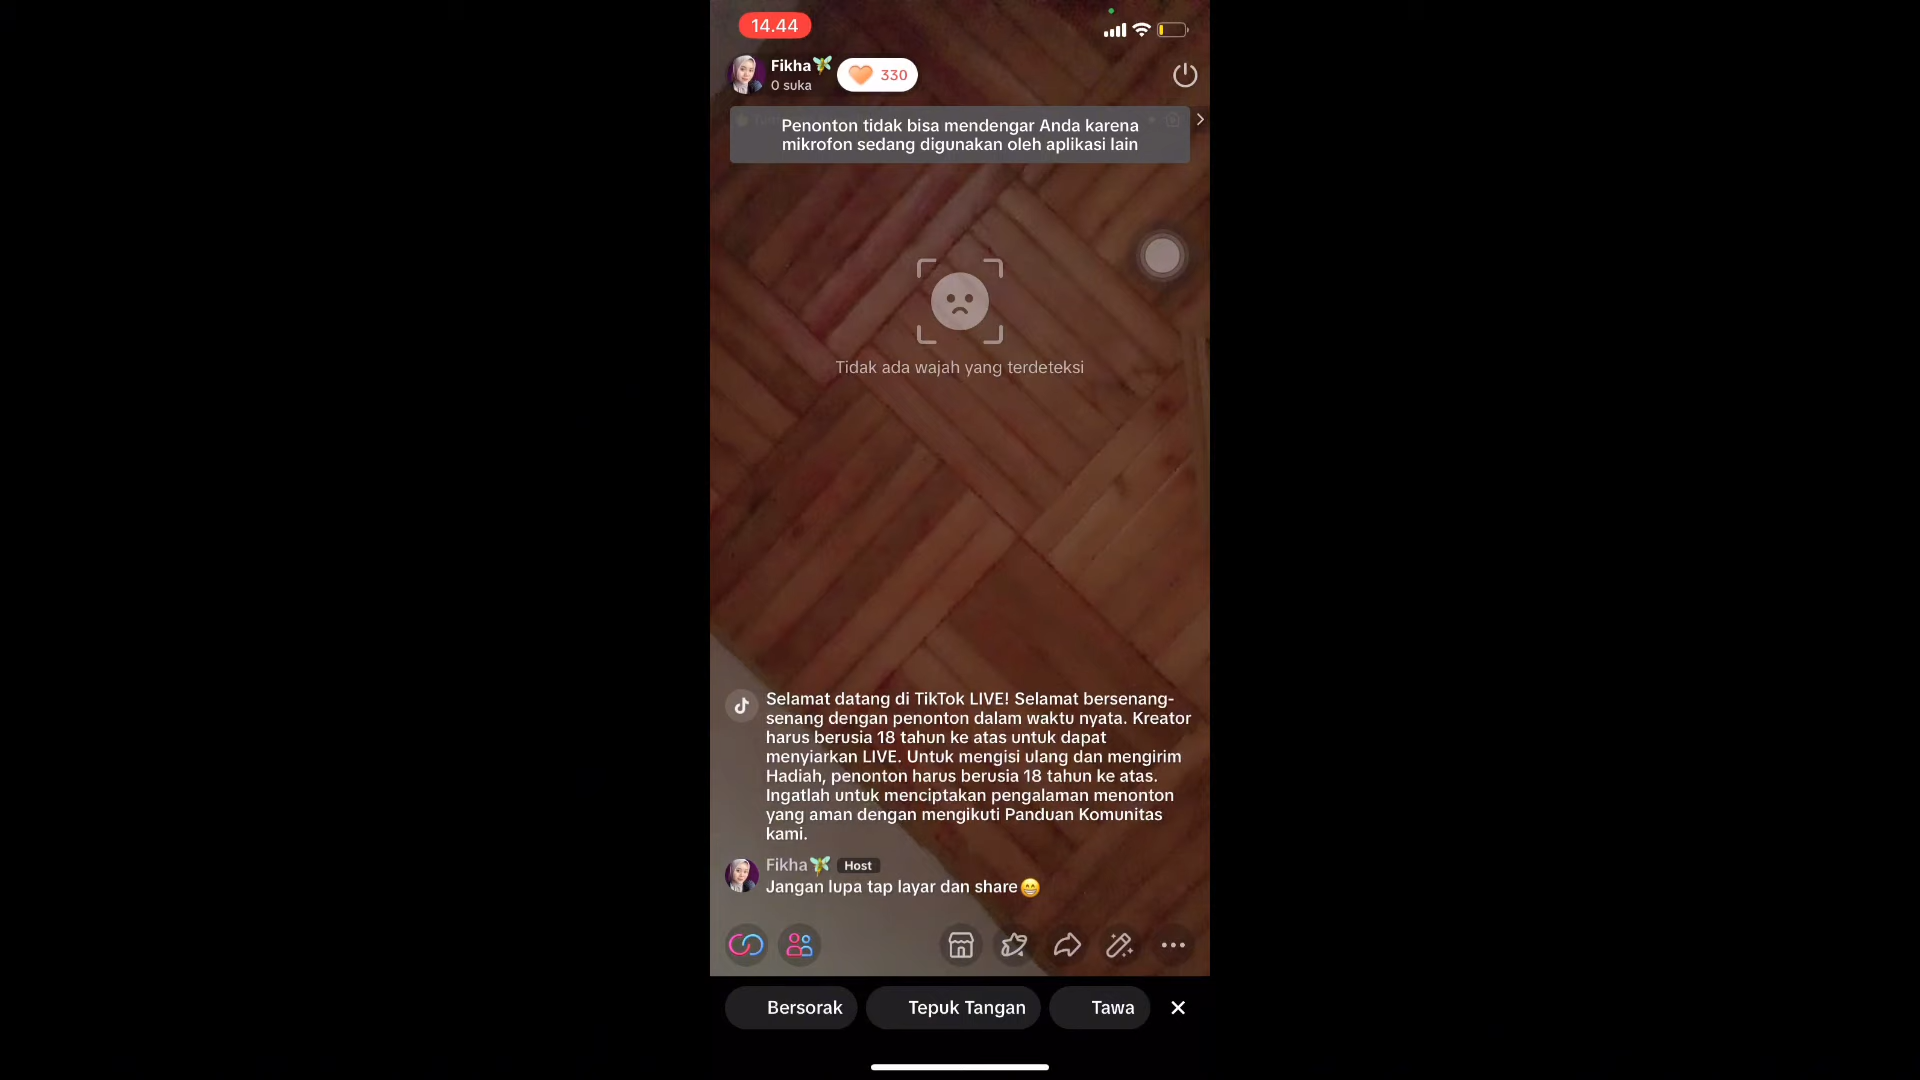 14.44
Fikha
0 suka
330
Penonton tidak bisa mendengar Anda karena
mikrofon sedang digunakan oleh aplikasi lain
Tidak ada wajah yang terdeteksi
Selamat datang di TikTok LIVE! Selamat bersenang-
senang dengan penonton dalam waktu nyata. Kreator
harus berusia 18 tahun ke atas untuk dapat
menyiarkan LIVE. Untuk mengisi ulang dan mengirim
Hadiah, penonton harus berusia 18 tahun ke atas.
Ingatlah untuk menciptakan pengalaman menonton
yang aman dengan mengikuti Panduan Komunitas
kami.
Fikha Host
Jangan lupa tap layar dan share😁
Bersorak
Tepuk Tangan
Tawa